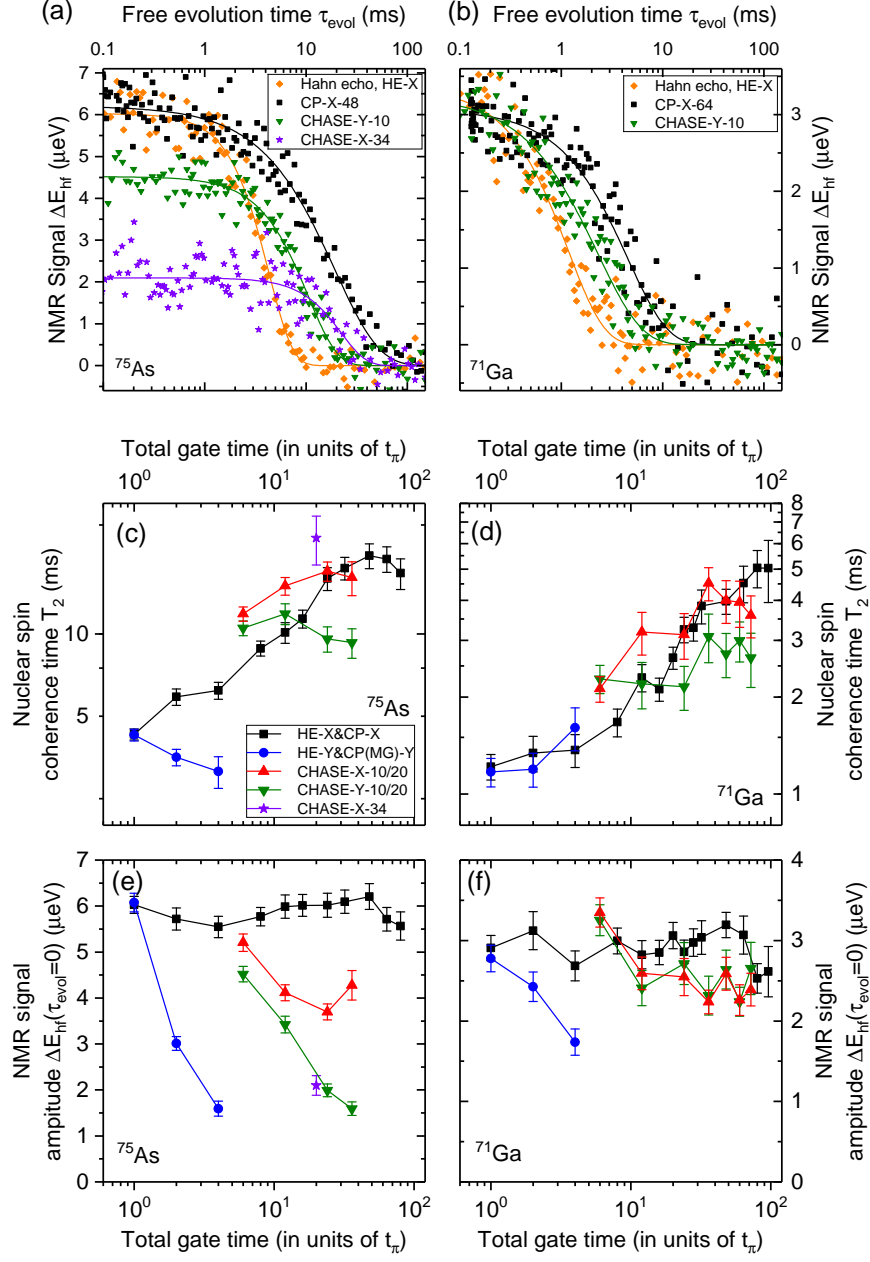 (a)
Free evolution time τevol (ms)
(b)
Free evolution time τevol (ms)
0.1 1 10 100
0.1 1 10 100
7
6
5
4
3
2
1
0
NMR Signal ΔEhf (µeV)
Hahn echo, HE-X
CP-X-48
CHASE-Y-10
CHASE-X-34
75As
Hahn echo, HE-X
CP-X-64
CHASE-Y-10
71Ga
3
2
1
0
NMR Signal ΔEhf (µeV)
Total gate time (in units of tπ)
Total gate time (in units of tπ)
10^0 10^1 10^2
10^0 10^1 10^2
(c)
10
5
Nuclear spin
coherence time T2 (ms)
75As
HE-X&CP-X
HE-Y&CP(MG)-Y
CHASE-X-10/20
CHASE-Y-10/20
CHASE-X-34
(d)
8
7
6
5
4
3
2
1
Nuclear spin
coherence time T2 (ms)
71Ga
(e)
7
6
5
4
3
2
1
0
NMR signal
ampitude ΔEhf(τevol=0) (µeV)
75As
(f)
4
3
2
1
0
NMR signal
ampitude ΔEhf(τevol=0) (µeV)
71Ga
10^0 10^1 10^2
10^0 10^1 10^2
Total gate time (in units of tπ)
Total gate time (in units of tπ)